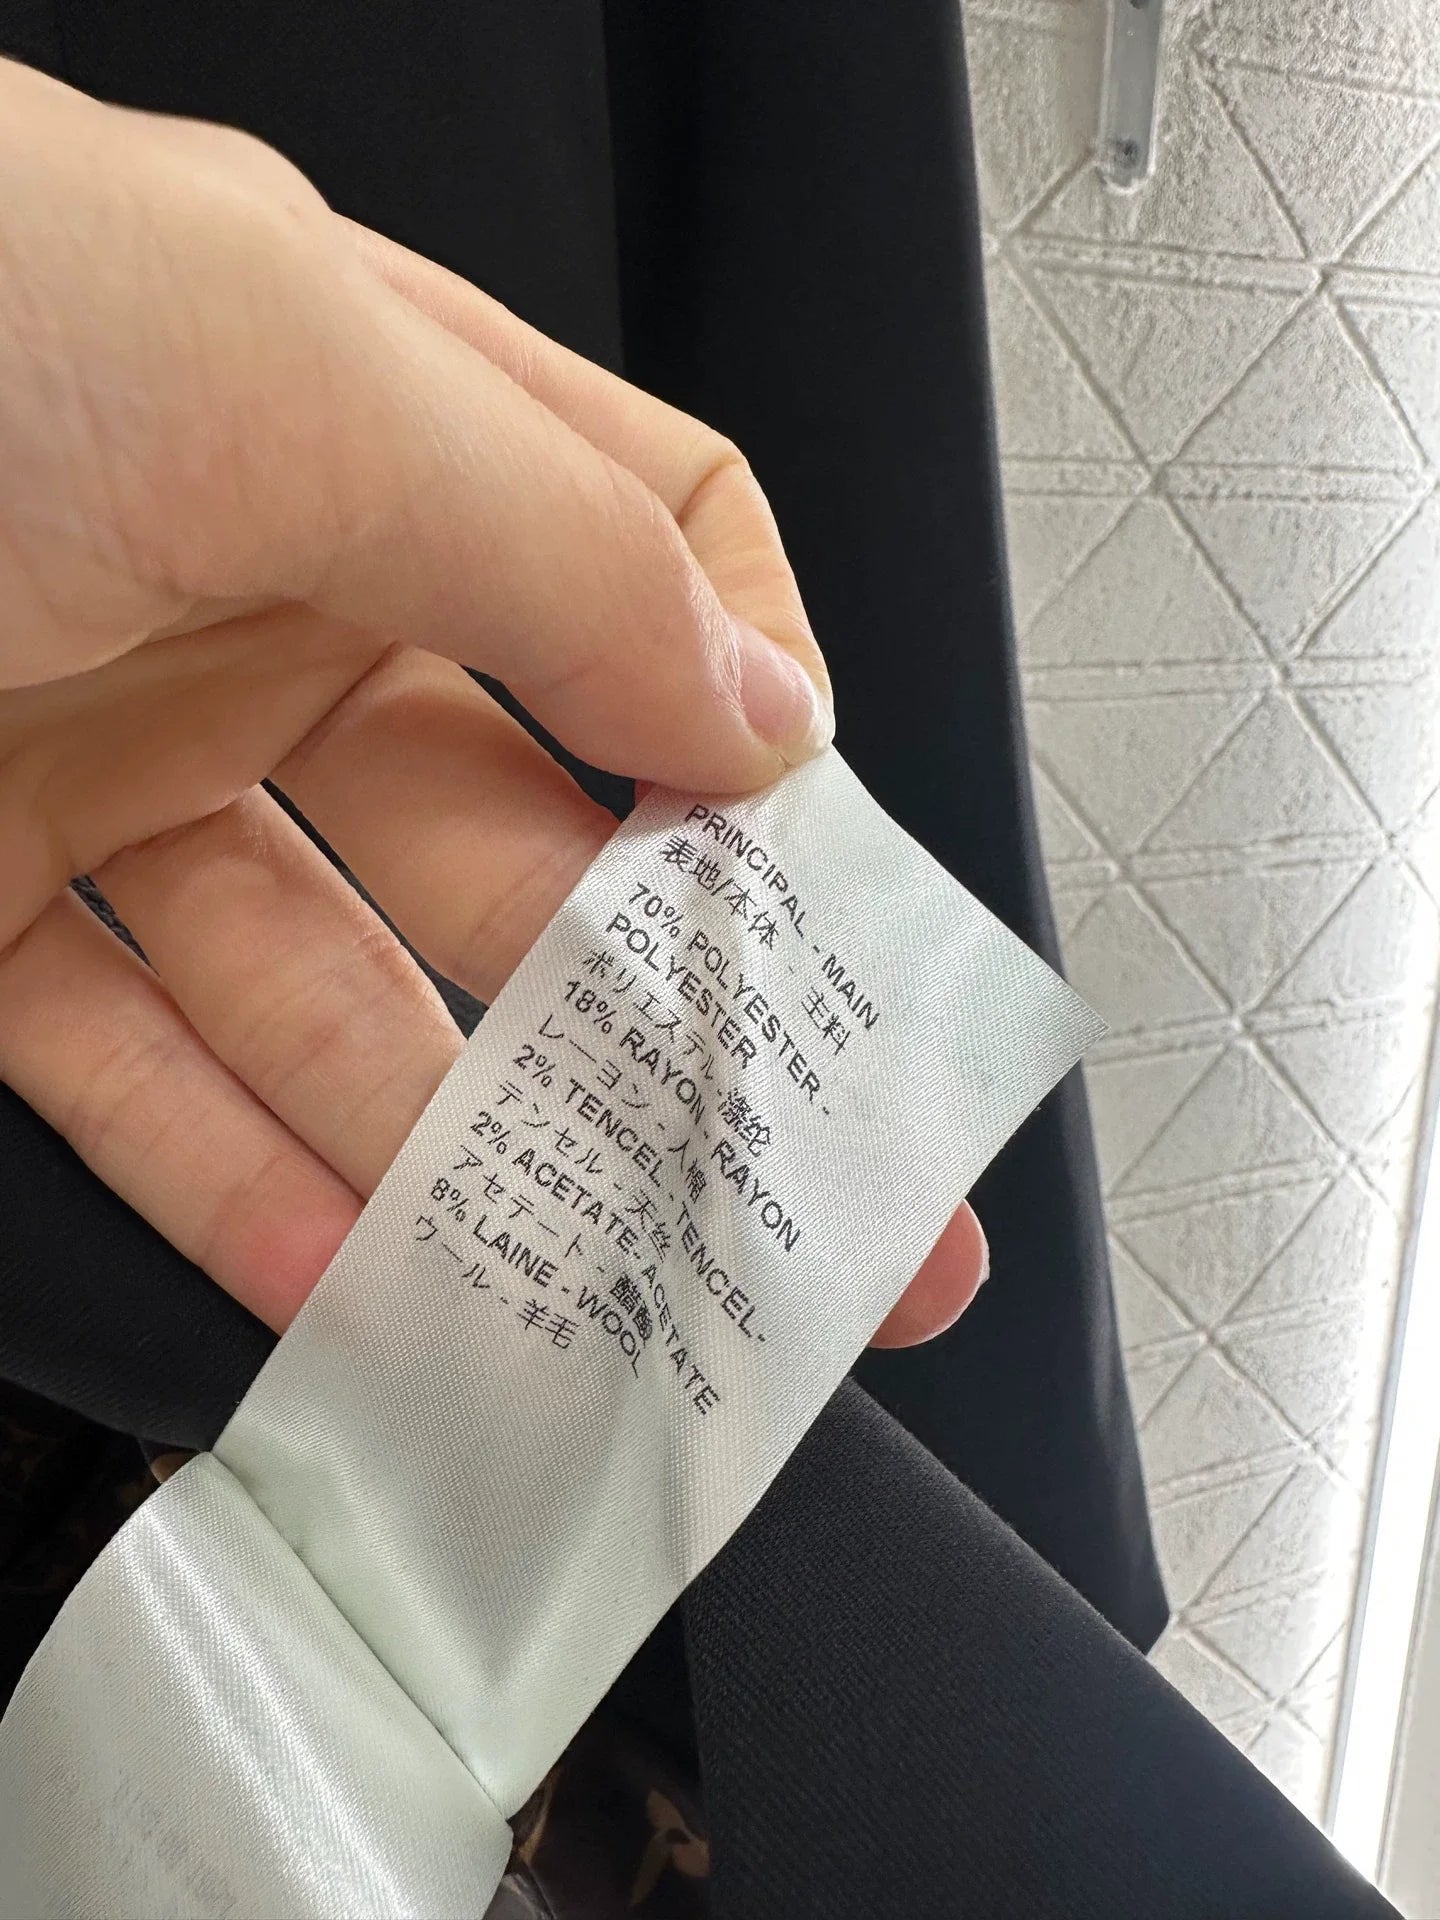 PRINCIPAL - MAIN
表地/本体 - 主料
70% POLYESTER -
POLYESTER
ポリエステル - 涤纶
18% RAYON - RAYON
レーヨン - 人棉
2% TENCEL - TENCEL-
テンセル - 天丝
2% ACETATE- ACETATE
アセテート - 醋酸
8% LAINE - WOOL
ウール - 羊毛